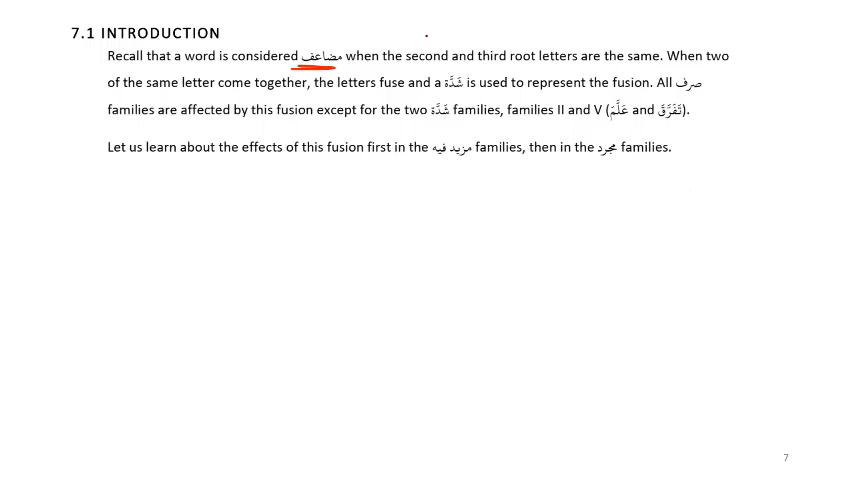 7.1 INTRODUCTION
Recall that a word is considered مضاعف when the second and third root letters are the same. When two
of the same letter come together, the letters fuse and a شَدَّة is used to represent the fusion. All صرف
families are affected by this fusion except for the two شَدَّة families, families II and V (عَلَّمَ and تَفَرَّقَ).
Let us learn about the effects of this fusion first in the مزيد فيه families, then in the مجرد families.
7